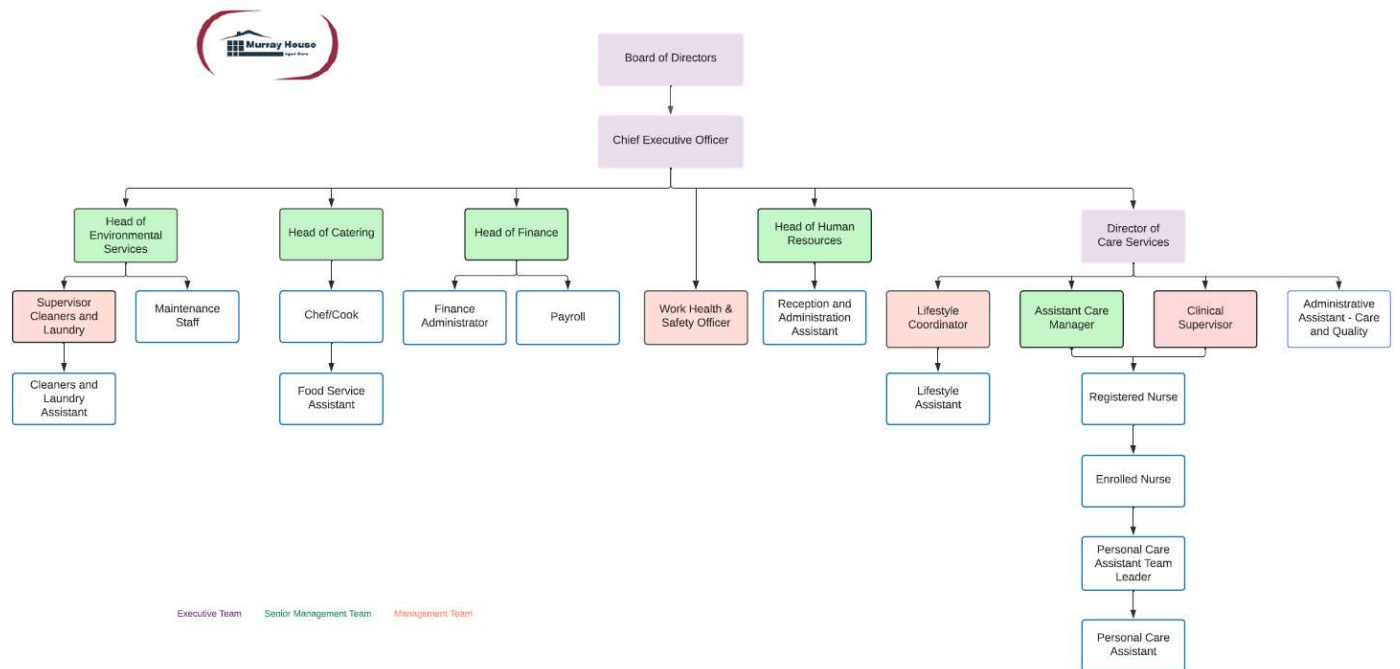 Murray House
Aged Care
Board of Directors
Chief Executive Officer
Head of
Environmental
Services
Head of Catering
Head of Finance
Head of Human
Resources
Director of
Care Services
Supervisor
Cleaners and
Laundry
Maintenance
Staff
Chef/Cook
Finance
Administrator
Payroll
Work Health &
Safety Officer
Reception and
Administration
Assistant
Lifestyle
Coordinator
Assistant Care
Manager
Clinical
Supervisor
Administrative
Assistant - Care
and Quality
Cleaners and
Laundry
Assistant
Food Service
Assistant
Lifestyle
Assistant
Registered Nurse
Enrolled Nurse
Personal Care
Assistant Team
Leader
Personal Care
Assistant
Executive Team
Senior Management Team
Management Team